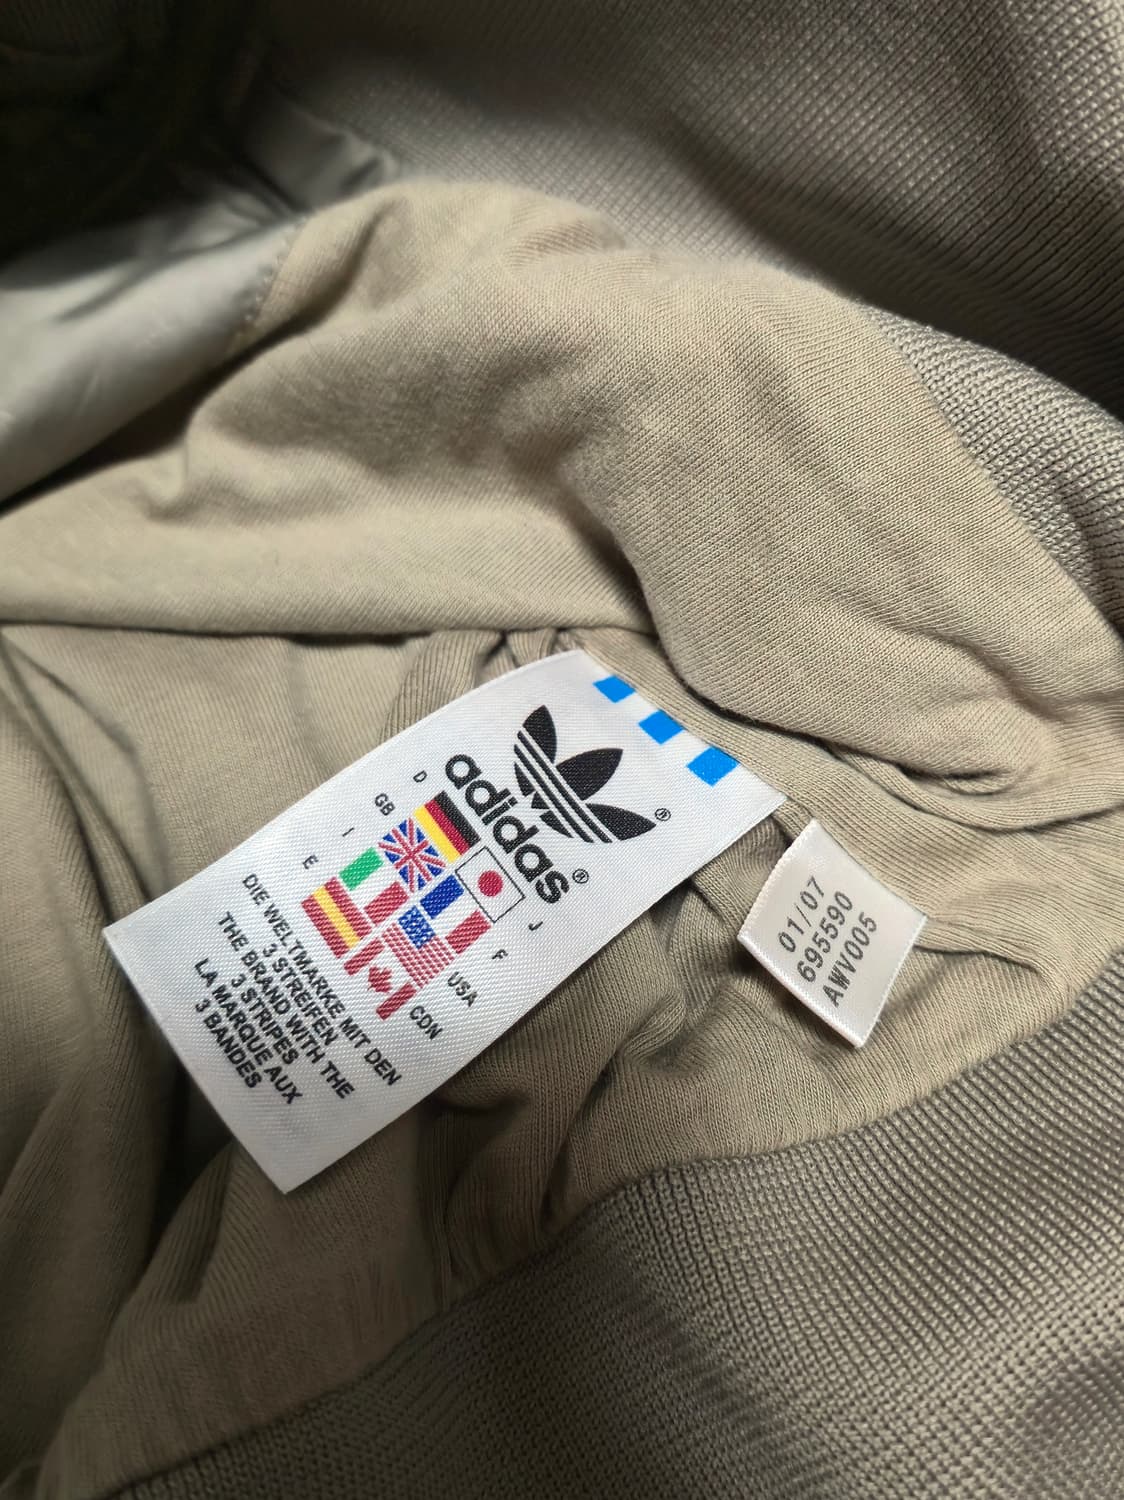 adidas®
®
D
GB
I
E
J
F
USA
CDN
DIE WELTMARKE MIT DEN
3 STREIFEN
THE BRAND WITH THE
3 STRIPES
LA MARQUE AUX
3 BANDES
01/07
695590
AWV005